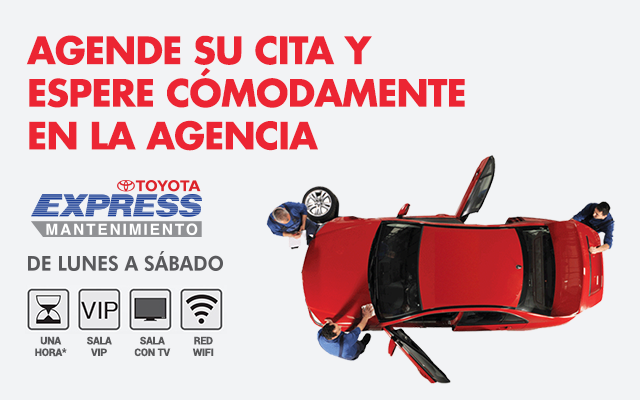 AGENDE SU CITA Y
ESPERE CÓMODAMENTE
EN LA AGENCIA
TOYOTA
EXPRESS
MANTENIMIENTO
DE LUNES A SÁBADO
VIP
UNA
HORA*
SALA
VIP
SALA
CON TV
RED
WIFI